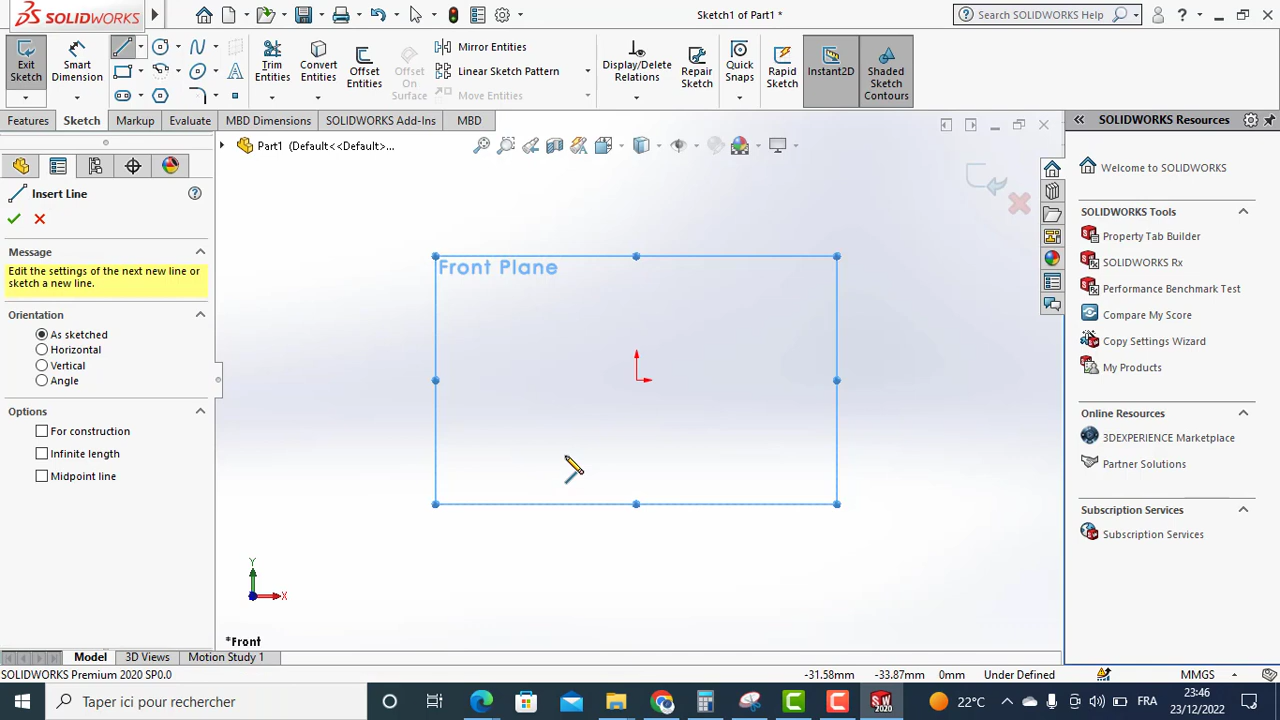 SOLIDWORKS
Sketch1 of Part1 *
Search SOLIDWORKS Help
Exit Sketch
Smart Dimension
Trim Entities
Convert Entities
Offset Entities
Offset On Surface
Mirror Entities
Linear Sketch Pattern
Move Entities
Display/Delete Relations
Repair Sketch
Quick Snaps
Rapid Sketch
Instant2D
Shaded Sketch Contours
Features
Sketch
Markup
Evaluate
MBD Dimensions
SOLIDWORKS Add-Ins
MBD
SOLIDWORKS Resources
Part1 (Default<<Default>...
Insert Line
Message
Edit the settings of the next new line or
sketch a new line.
Orientation
As sketched
Horizontal
Vertical
Angle
Options
For construction
Infinite length
Midpoint line
Front Plane
Y
X
*Front
Welcome to SOLIDWORKS
SOLIDWORKS Tools
Property Tab Builder
SOLIDWORKS Rx
Performance Benchmark Test
Compare My Score
Copy Settings Wizard
My Products
Online Resources
3DEXPERIENCE Marketplace
Partner Solutions
Subscription Services
Subscription Services
Model
3D Views
Motion Study 1
SOLIDWORKS Premium 2020 SP0.0
-31.58mm
-33.87mm
0mm
Under Defined
MMGS
Taper ici pour rechercher
SW
2020
22°C
FRA
23:46
23/12/2022